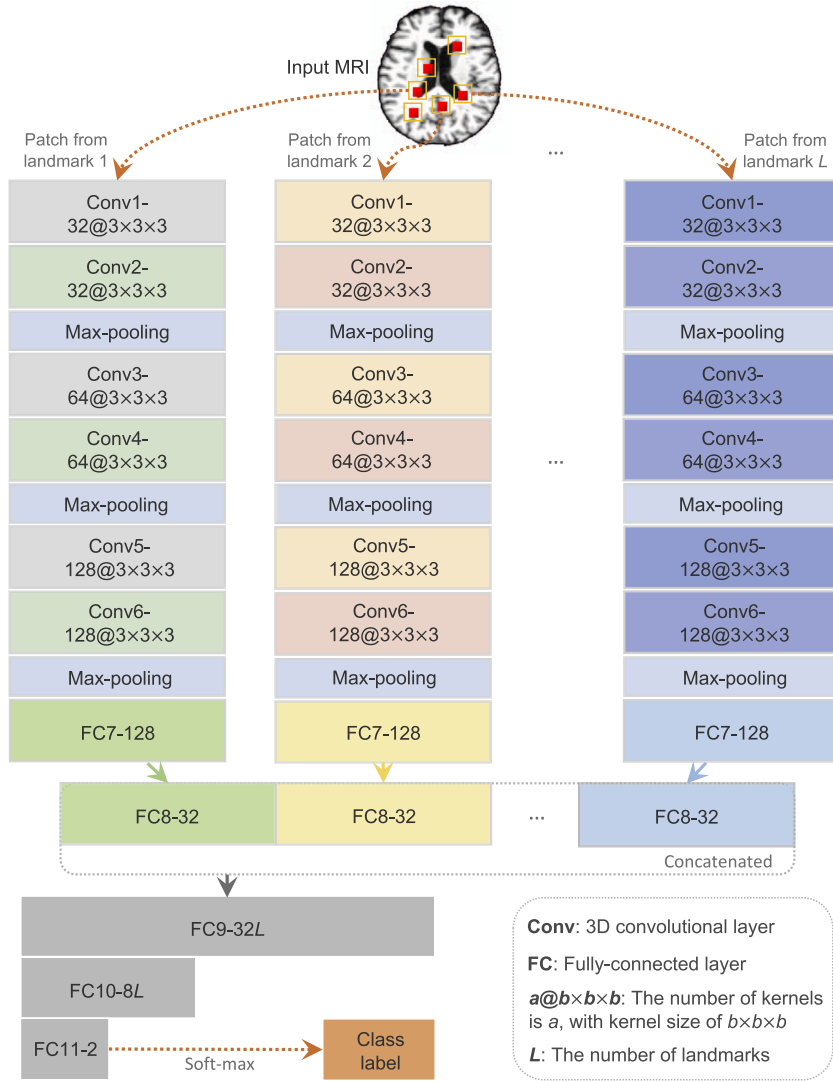 Input MRI
Patch from
landmark 1
Patch from
landmark 2
...
Patch from
landmark L
Conv1-
32@3×3×3
Conv2-
32@3×3×3
Max-pooling
Conv3-
64@3×3×3
Conv4-
64@3×3×3
Max-pooling
Conv5-
128@3×3×3
Conv6-
128@3×3×3
Max-pooling
FC7-128
Conv1-
32@3×3×3
Conv2-
32@3×3×3
Max-pooling
Conv3-
64@3×3×3
Conv4-
64@3×3×3
Max-pooling
Conv5-
128@3×3×3
Conv6-
128@3×3×3
Max-pooling
FC7-128
...
Conv1-
32@3×3×3
Conv2-
32@3×3×3
Max-pooling
Conv3-
64@3×3×3
Conv4-
64@3×3×3
Max-pooling
Conv5-
128@3×3×3
Conv6-
128@3×3×3
Max-pooling
FC7-128
FC8-32
FC8-32
...
FC8-32
Concatenated
FC9-32L
FC10-8L
FC11-2
Soft-max
Class
label
Conv: 3D convolutional layer
FC: Fully-connected layer
a@b×b×b: The number of kernels
is a, with kernel size of b×b×b
L: The number of landmarks